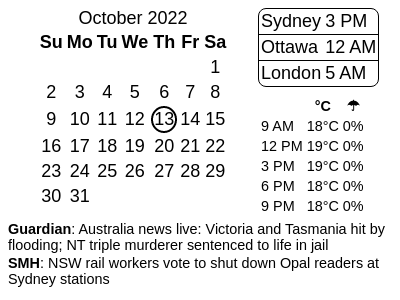 October 2022
Su Mo Tu We Th Fr Sa
1
2 3 4 5 6 7 8
9 10 11 12 13 14 15
16 17 18 19 20 21 22
23 24 25 26 27 28 29
30 31
Sydney 3 PM
Ottawa 12 AM
London 5 AM
°C ☂
9 AM 18°C 0%
12 PM 19°C 0%
3 PM 19°C 0%
6 PM 18°C 0%
9 PM 18°C 0%
Guardian: Australia news live: Victoria and Tasmania hit by
flooding; NT triple murderer sentenced to life in jail
SMH: NSW rail workers vote to shut down Opal readers at
Sydney stations